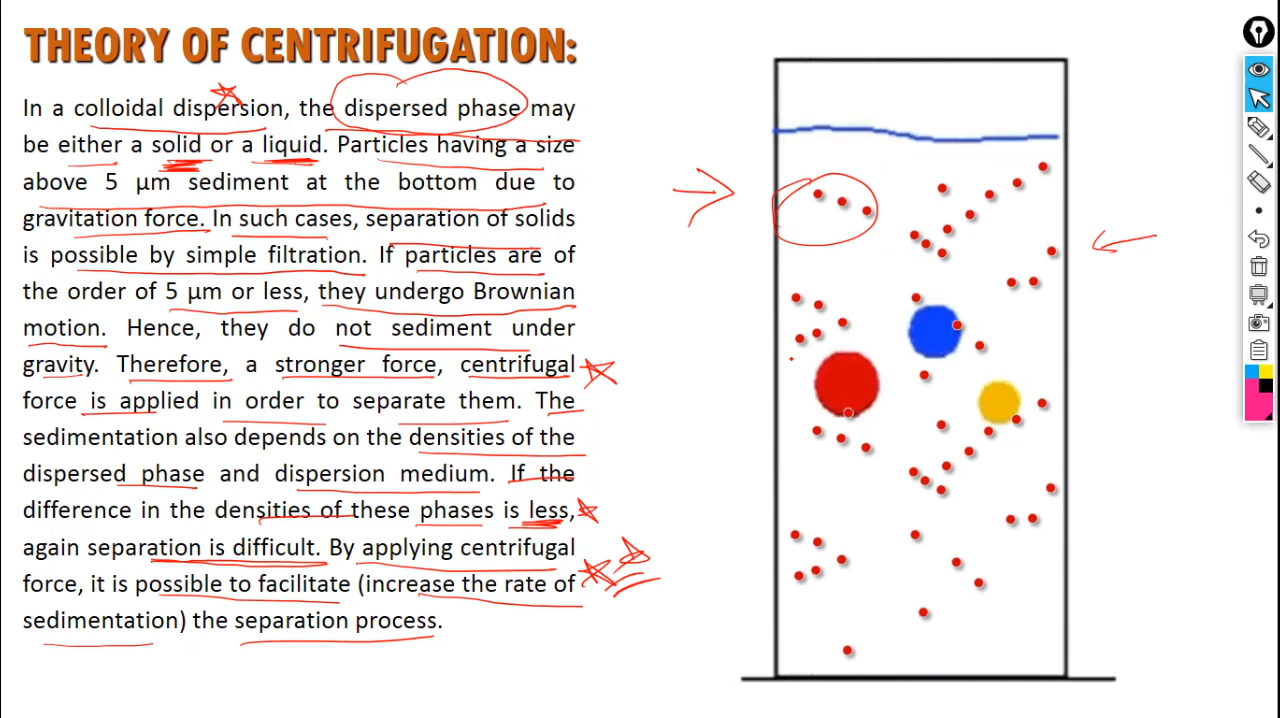 THEORY OF CENTRIFUGATION:
In a colloidal dispersion, the dispersed phase may
be either a solid or a liquid. Particles having a size
above 5 µm sediment at the bottom due to
gravitation force. In such cases, separation of solids
is possible by simple filtration. If particles are of
the order of 5 µm or less, they undergo Brownian
motion. Hence, they do not sediment under
gravity. Therefore, a stronger force, centrifugal
force is applied in order to separate them. The
sedimentation also depends on the densities of the
dispersed phase and dispersion medium. If the
difference in the densities of these phases is less,
again separation is difficult. By applying centrifugal
force, it is possible to facilitate (increase the rate of
sedimentation) the separation process.